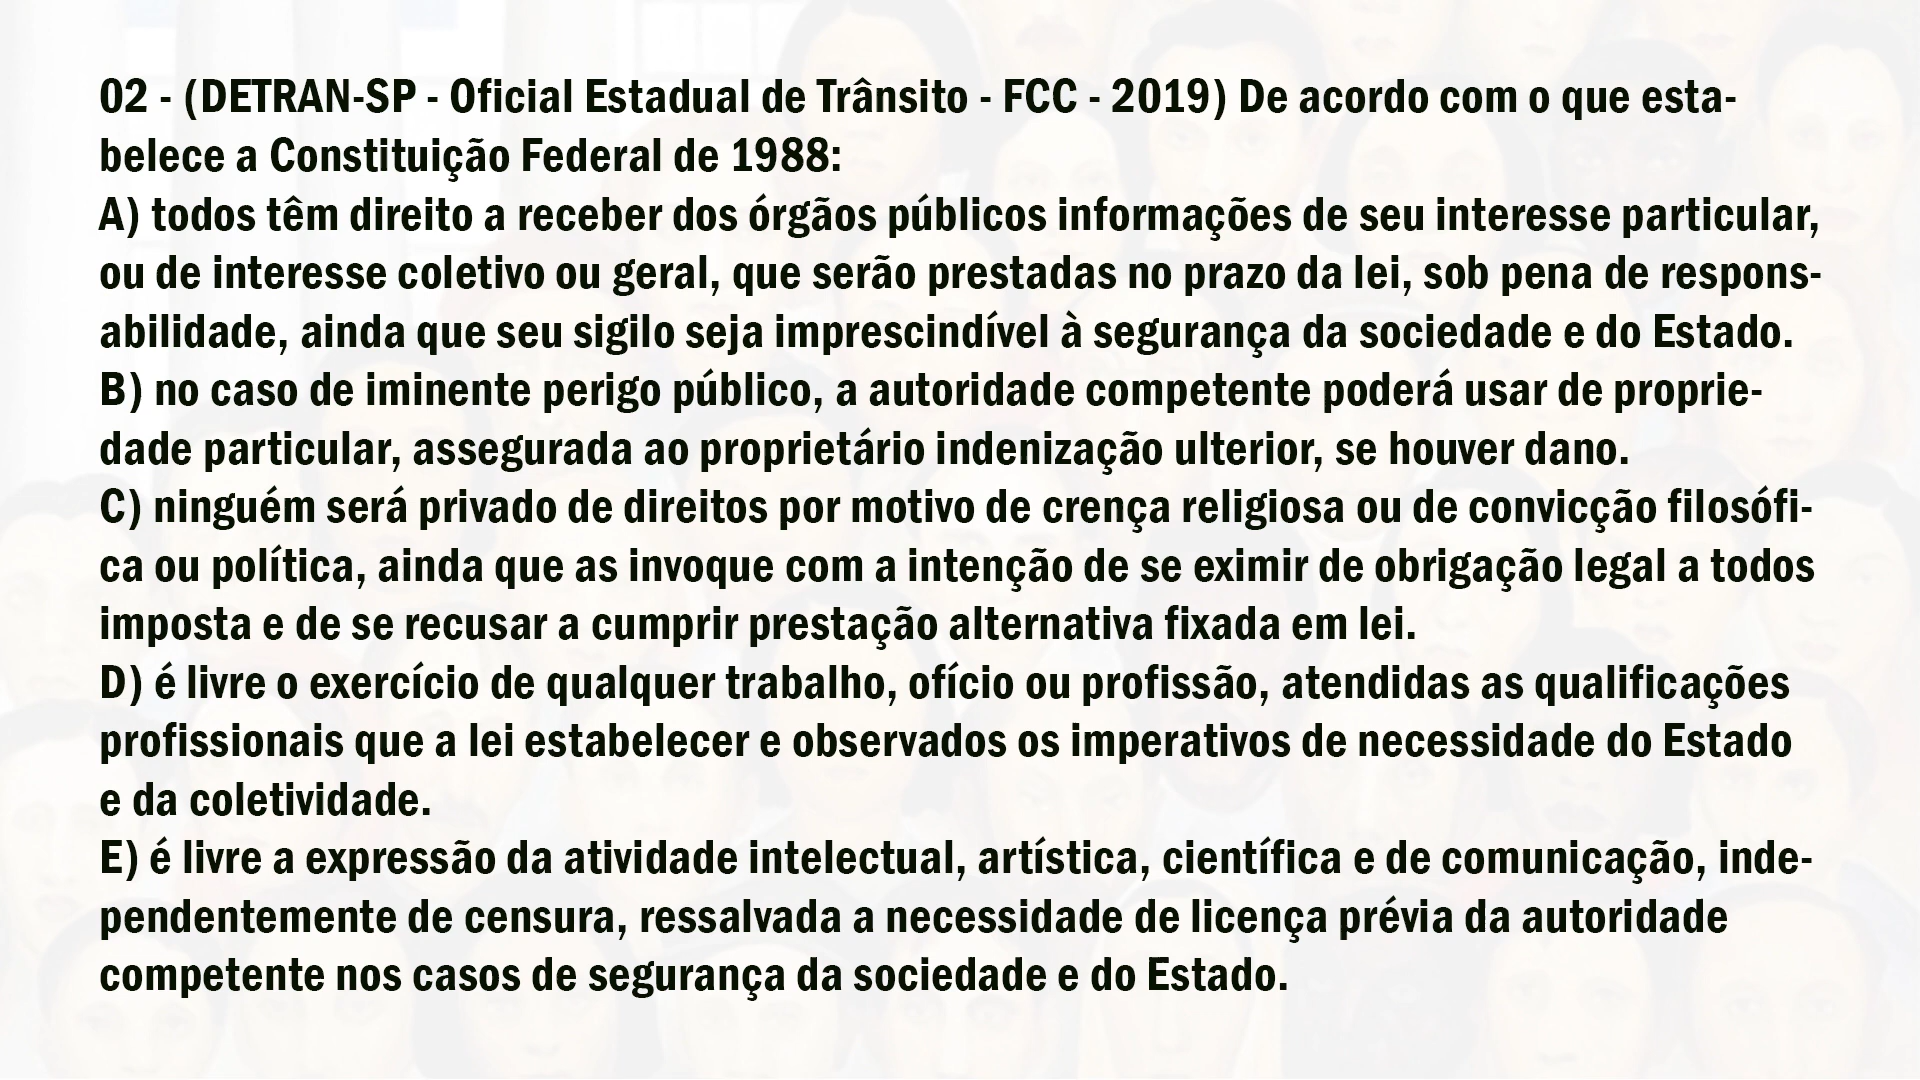 02 - (DETRAN-SP - Oficial Estadual de Trânsito - FCC - 2019) De acordo com o que esta-
belece a Constituição Federal de 1988:
A) todos têm direito a receber dos órgãos públicos informações de seu interesse particular,
ou de interesse coletivo ou geral, que serão prestadas no prazo da lei, sob pena de respons-
abilidade, ainda que seu sigilo seja imprescindível à segurança da sociedade e do Estado.
B) no caso de iminente perigo público, a autoridade competente poderá usar de proprie-
dade particular, assegurada ao proprietário indenização ulterior, se houver dano.
C) ninguém será privado de direitos por motivo de crença religiosa ou de convicção filosófi-
ca ou política, ainda que as invoque com a intenção de se eximir de obrigação legal a todos
imposta e de se recusar a cumprir prestação alternativa fixada em lei.
D) é livre o exercício de qualquer trabalho, ofício ou profissão, atendidas as qualificações
profissionais que a lei estabelecer e observados os imperativos de necessidade do Estado
e da coletividade.
E) é livre a expressão da atividade intelectual, artística, científica e de comunicação, inde-
pendentemente de censura, ressalvada a necessidade de licença prévia da autoridade
competente nos casos de segurança da sociedade e do Estado.